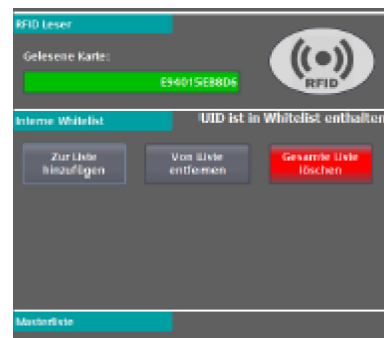 RFID Leser
Gelesene Karte:
E94015E88D6
RFID
Interne Whitelist
UID ist in Whitelist enthalten
Zur Liste
hinzufügen
Von Liste
entfernen
Gesamte Liste
löschen
Masterliste